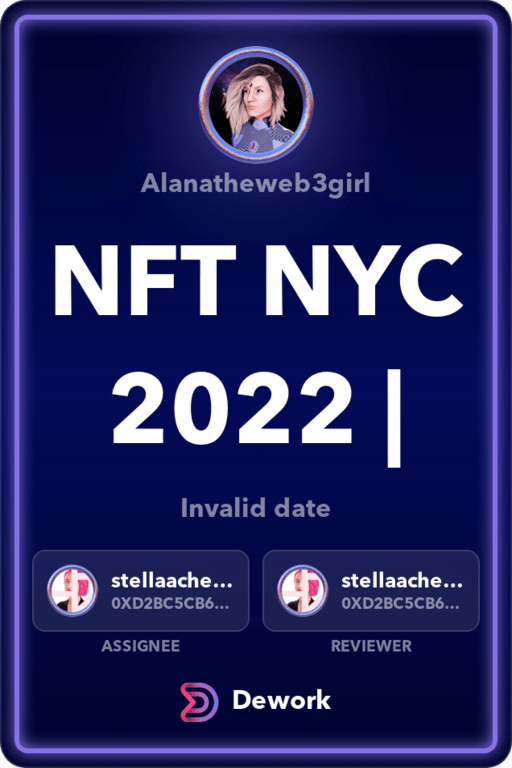 Alanatheweb3girl
NFT NYC
2022 |
Invalid date
stellaache...
0XD2BC5CB6...
ASSIGNEE
stellaache...
0XD2BC5CB6...
REVIEWER
Dework